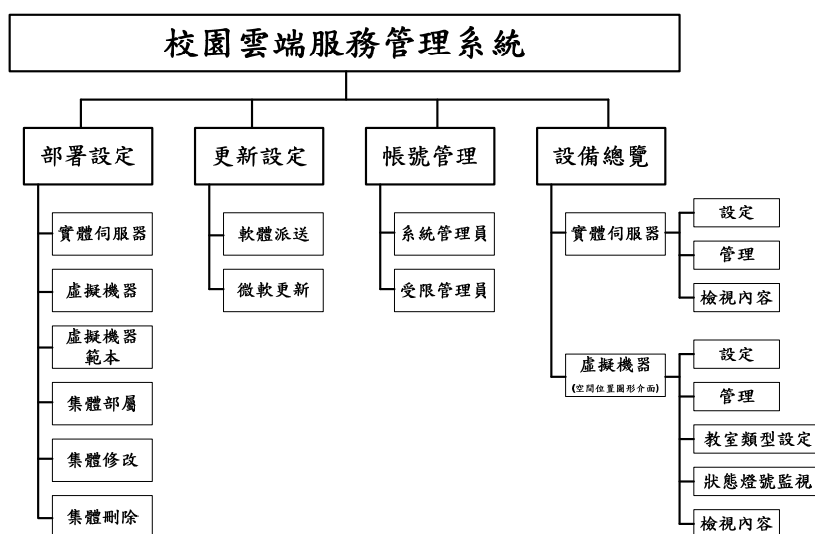 校園雲端服務管理系統
部署設定
實體伺服器
虛擬機器
虛擬機器
範本
集體部屬
集體修改
集體刪除
更新設定
軟體派送
微軟更新
帳號管理
系統管理員
受限管理員
設備總覽
實體伺服器
設定
管理
檢視內容
虛擬機器
(空間位置圖形介面)
設定
管理
教室類型設定
狀態燈號監視
檢視內容